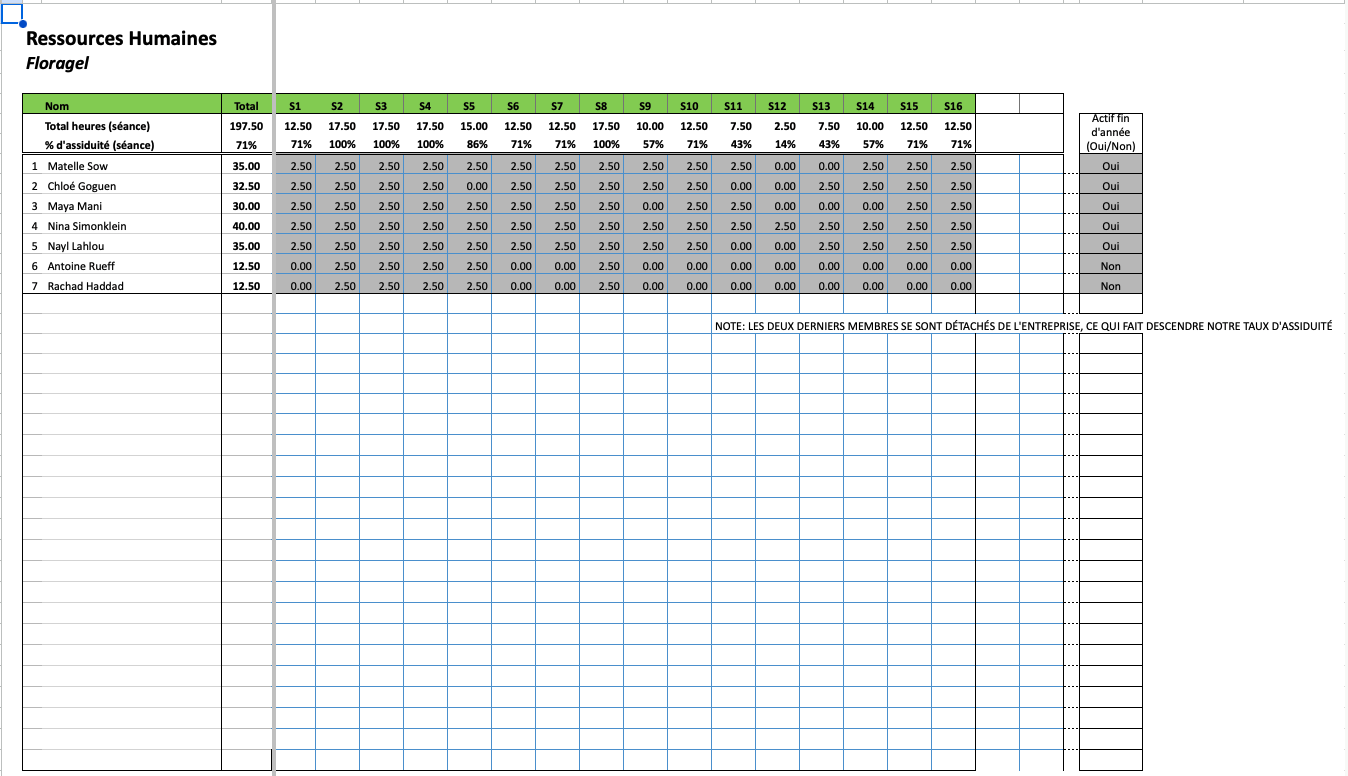 Ressources Humaines
Floragel
Nom Total S1 S2 S3 S4 S5 S6 S7 S8 S9 S10 S11 S12 S13 S14 S15 S16
Actif fin d'année (Oui/Non)
Total heures (séance) 197.50 12.50 17.50 17.50 17.50 15.00 12.50 12.50 17.50 10.00 12.50 7.50 2.50 7.50 10.00 12.50 12.50
% d'assiduité (séance) 71% 71% 100% 100% 100% 86% 71% 71% 100% 57% 71% 43% 14% 43% 57% 71% 71%
1 Matelle Sow 35.00 2.50 2.50 2.50 2.50 2.50 2.50 2.50 2.50 2.50 2.50 2.50 0.00 0.00 2.50 2.50 2.50 Oui
2 Chloé Goguen 32.50 2.50 2.50 2.50 2.50 0.00 2.50 2.50 2.50 2.50 2.50 0.00 0.00 2.50 2.50 2.50 2.50 Oui
3 Maya Mani 30.00 2.50 2.50 2.50 2.50 2.50 2.50 2.50 2.50 0.00 2.50 2.50 0.00 0.00 0.00 2.50 2.50 Oui
4 Nina Simonklein 40.00 2.50 2.50 2.50 2.50 2.50 2.50 2.50 2.50 2.50 2.50 2.50 2.50 2.50 2.50 2.50 2.50 Oui
5 Nayl Lahlou 35.00 2.50 2.50 2.50 2.50 2.50 2.50 2.50 2.50 2.50 2.50 0.00 0.00 2.50 2.50 2.50 2.50 Oui
6 Antoine Rueff 12.50 0.00 2.50 2.50 2.50 2.50 0.00 0.00 2.50 0.00 0.00 0.00 0.00 0.00 0.00 0.00 0.00 Non
7 Rachad Haddad 12.50 0.00 2.50 2.50 2.50 2.50 0.00 0.00 2.50 0.00 0.00 0.00 0.00 0.00 0.00 0.00 0.00 Non
NOTE: LES DEUX DERNIERS MEMBRES SE SONT DÉTACHÉS DE L'ENTREPRISE, CE QUI FAIT DESCENDRE NOTRE TAUX D'ASSIDUITÉ